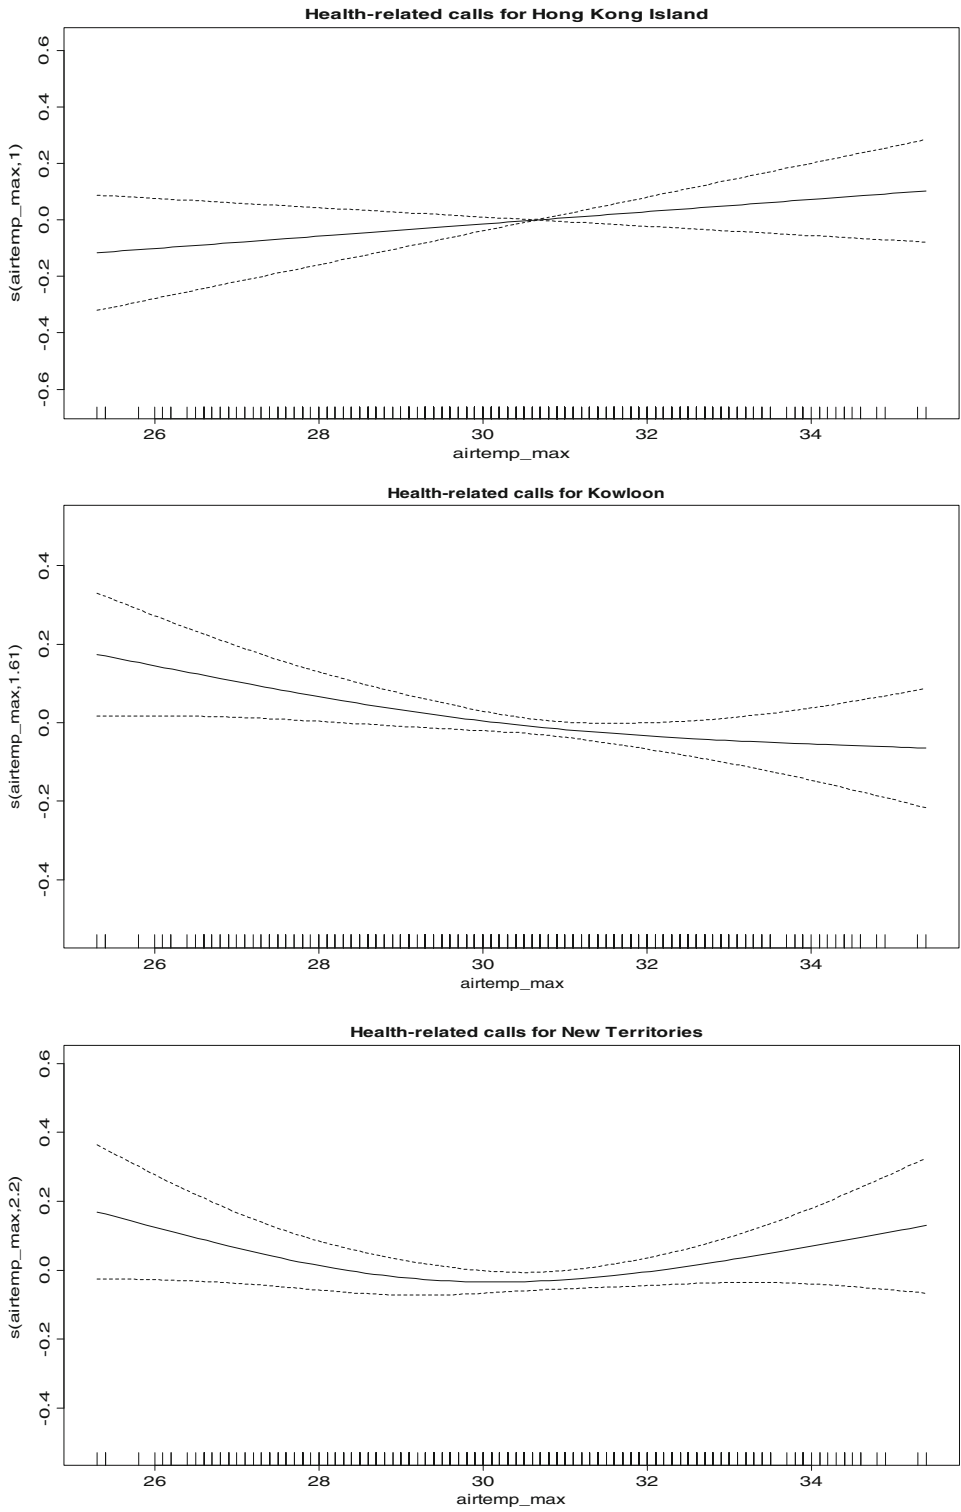 Health-related calls for Hong Kong Island
s(airtemp_max,1)
0.6
0.4
0.2
0.0
-0.2
-0.4
-0.6
26 28 30 32 34
airtemp_max
Health-related calls for Kowloon
s(airtemp_max,1.61)
0.4
0.2
0.0
-0.2
-0.4
26 28 30 32 34
airtemp_max
Health-related calls for New Territories
s(airtemp_max,2.2)
0.6
0.4
0.2
0.0
-0.2
-0.4
26 28 30 32 34
airtemp_max